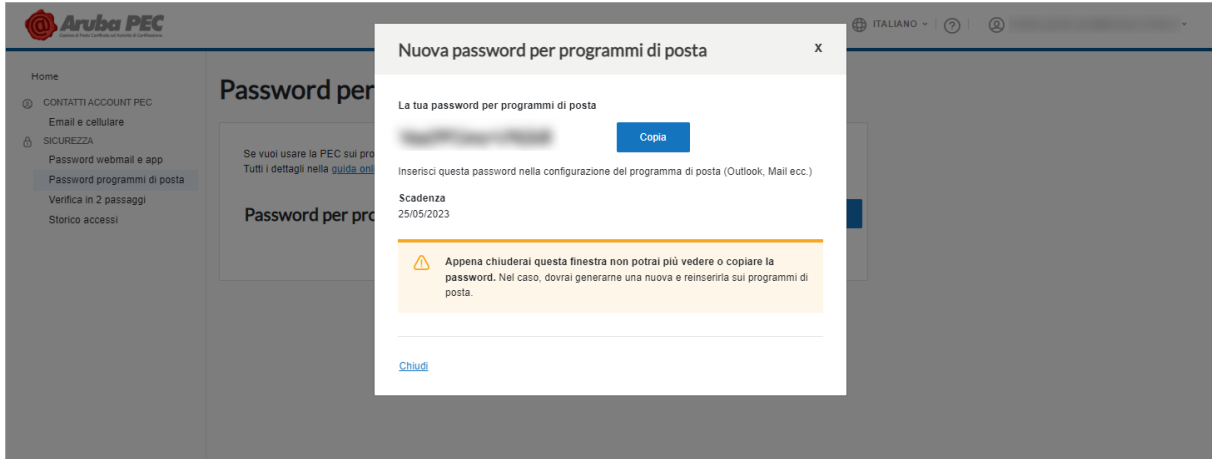 Aruba PEC
ITALIANO
Nuova password per programmi di posta
x
Home
CONTATTI ACCOUNT PEC
Email e cellulare
SICUREZZA
Password webmail e app
Password programmi di posta
Verifica in 2 passaggi
Storico accessi
Password per
Se vuoi usare la PEC sui pro
Tutti i dettagli nella guida onl
Password per pro
La tua password per programmi di posta
Copia
Inserisci questa password nella configurazione del programma di posta (Outlook, Mail ecc.)
Scadenza
25/05/2023
Appena chiuderai questa finestra non potrai più vedere o copiare la
password. Nel caso, dovrai generarne una nuova e reinserirla sui programmi di
posta.
Chiudi